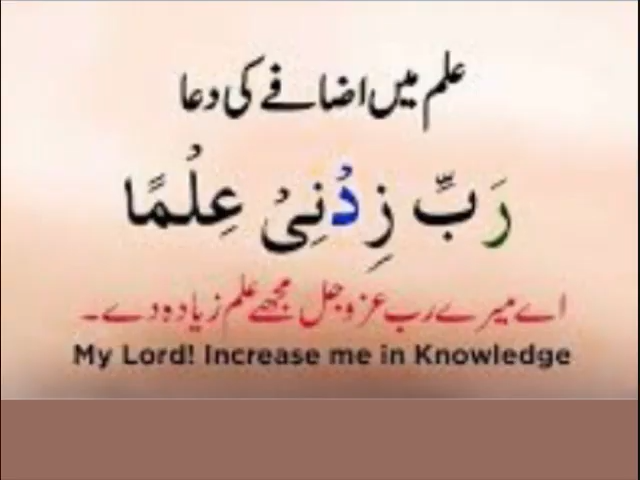 علم میں اضافے کی دعا
رَبِّ زِدْنِیْ عِلْمًا
اے میرے رب عزوجل مجھے علم زیادہ دے۔
My Lord! Increase me in Knowledge